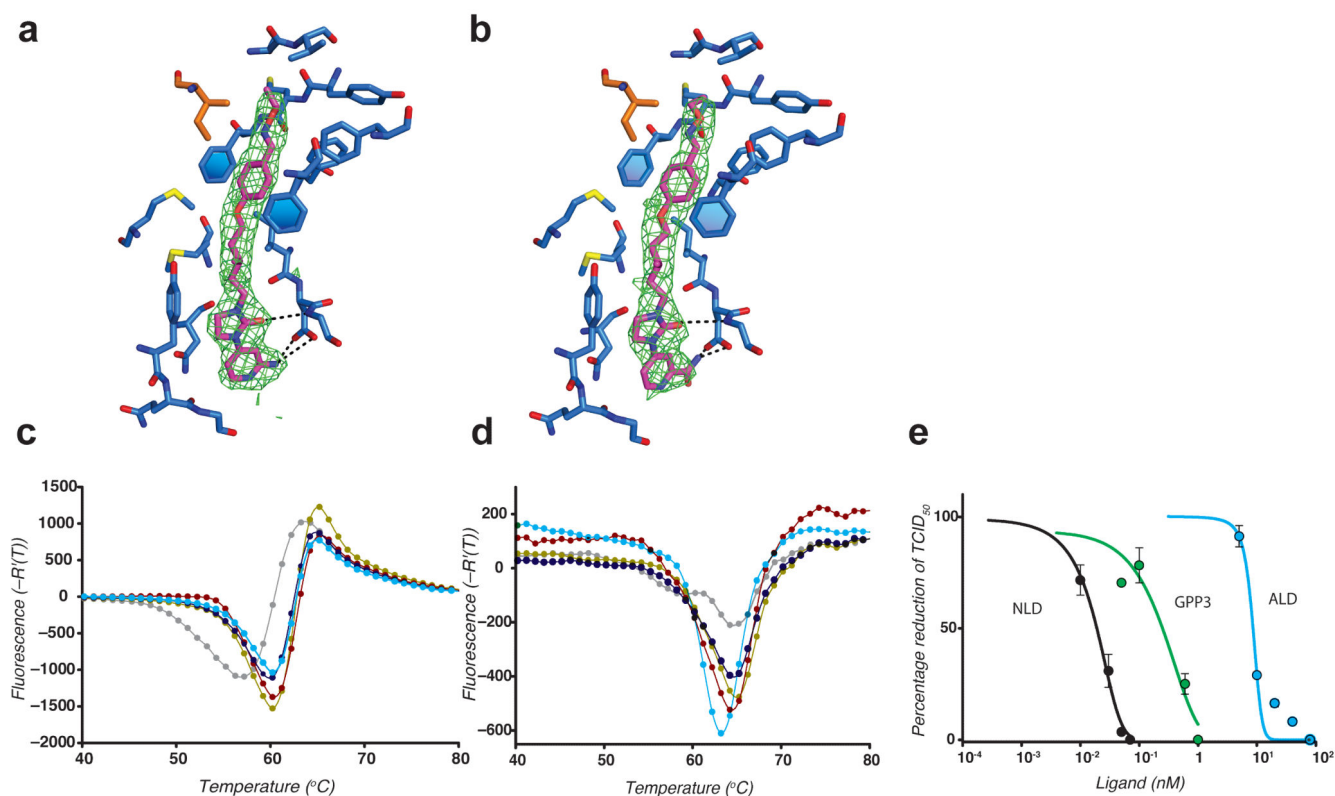 a
b
c
d
e
1500
1000
500
0
−500
−1000
−1500
−2000
Fluorescence (−R'(T))
40
50
60
70
80
Temperature (°C)
200
0
−200
−400
−600
Fluorescence (−R'(T))
40
50
60
70
80
Temperature (°C)
100
50
0
Percentage reduction of TCID50
NLD
GPP3
ALD
10-4
10-3
10-2
10-1
1
101
102
Ligand (nM)